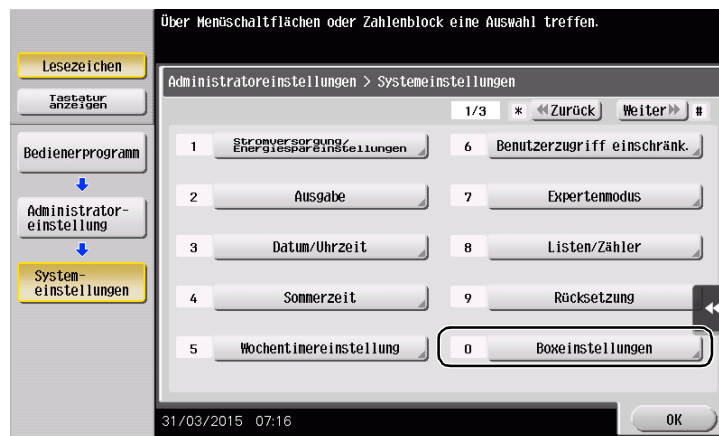 Über Menüschaltflächen oder Zahlenblock eine Auswahl treffen.
Lesezeichen
Tastatur
anzeigen
Bedienerprogramm
Administrator-
einstellung
System-
einstellungen
Administratoreinstellungen > Systemeinstellungen
1/3 * Zurück Weiter #
1 Stromversorgung/
Energiespareinstellungen
6 Benutzerzugriff einschränk.
2 Ausgabe
7 Expertenmodus
3 Datum/Uhrzeit
8 Listen/Zähler
4 Sommerzeit
9 Rücksetzung
5 Wochentimereinstellung
0 Boxeinstellungen
31/03/2015 07:16
OK